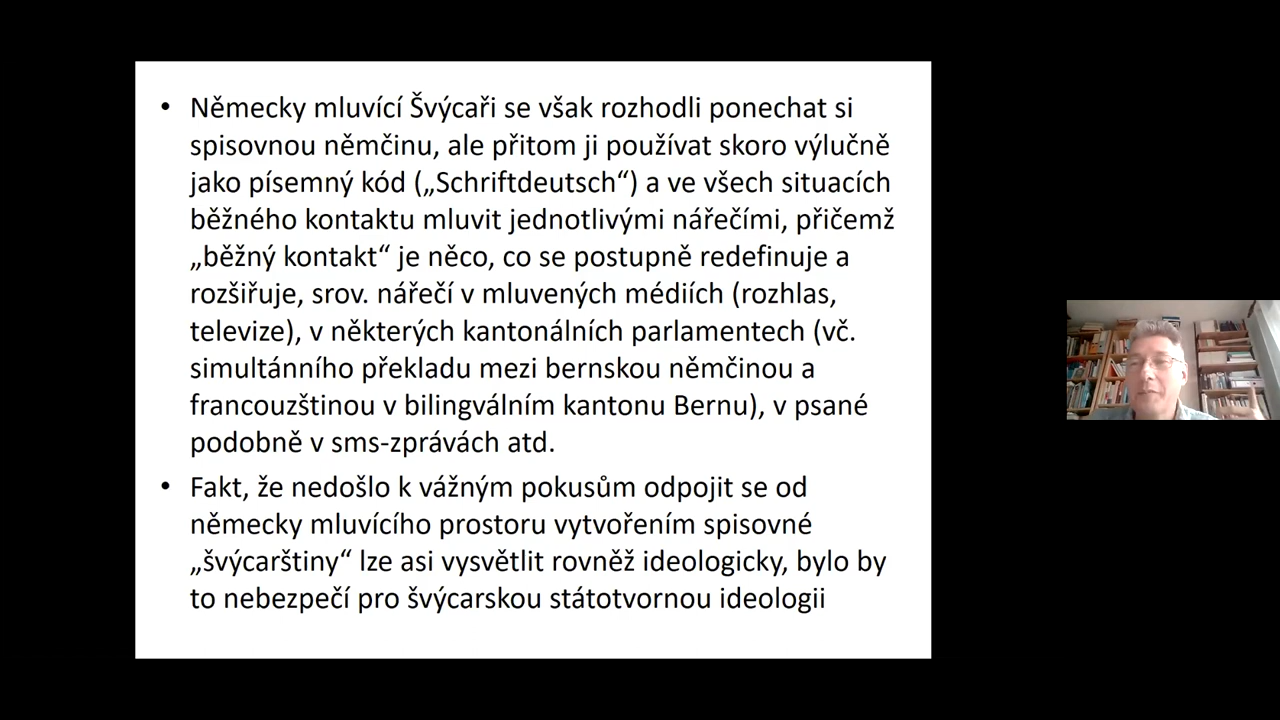 • Německy mluvící Švýcaři se však rozhodli ponechat si
spisovnou němčinu, ale přitom ji používat skoro výlučně
jako písemný kód („Schriftdeutsch“) a ve všech situacích
běžného kontaktu mluvit jednotlivými nářečími, přičemž
„běžný kontakt“ je něco, co se postupně redefinuje a
rozšiřuje, srov. nářečí v mluvených médiích (rozhlas,
televize), v některých kantonálních parlamentech (vč.
simultánního překladu mezi bernskou němčinou a
francouzštinou v bilingválním kantonu Bernu), v psané
podobně v sms-zprávách atd.
• Fakt, že nedošlo k vážným pokusům odpojit se od
německy mluvícího prostoru vytvořením spisovné
„švýcarštiny“ lze asi vysvětlit rovněž ideologicky, bylo by
to nebezpečí pro švýcarskou státotvornou ideologii